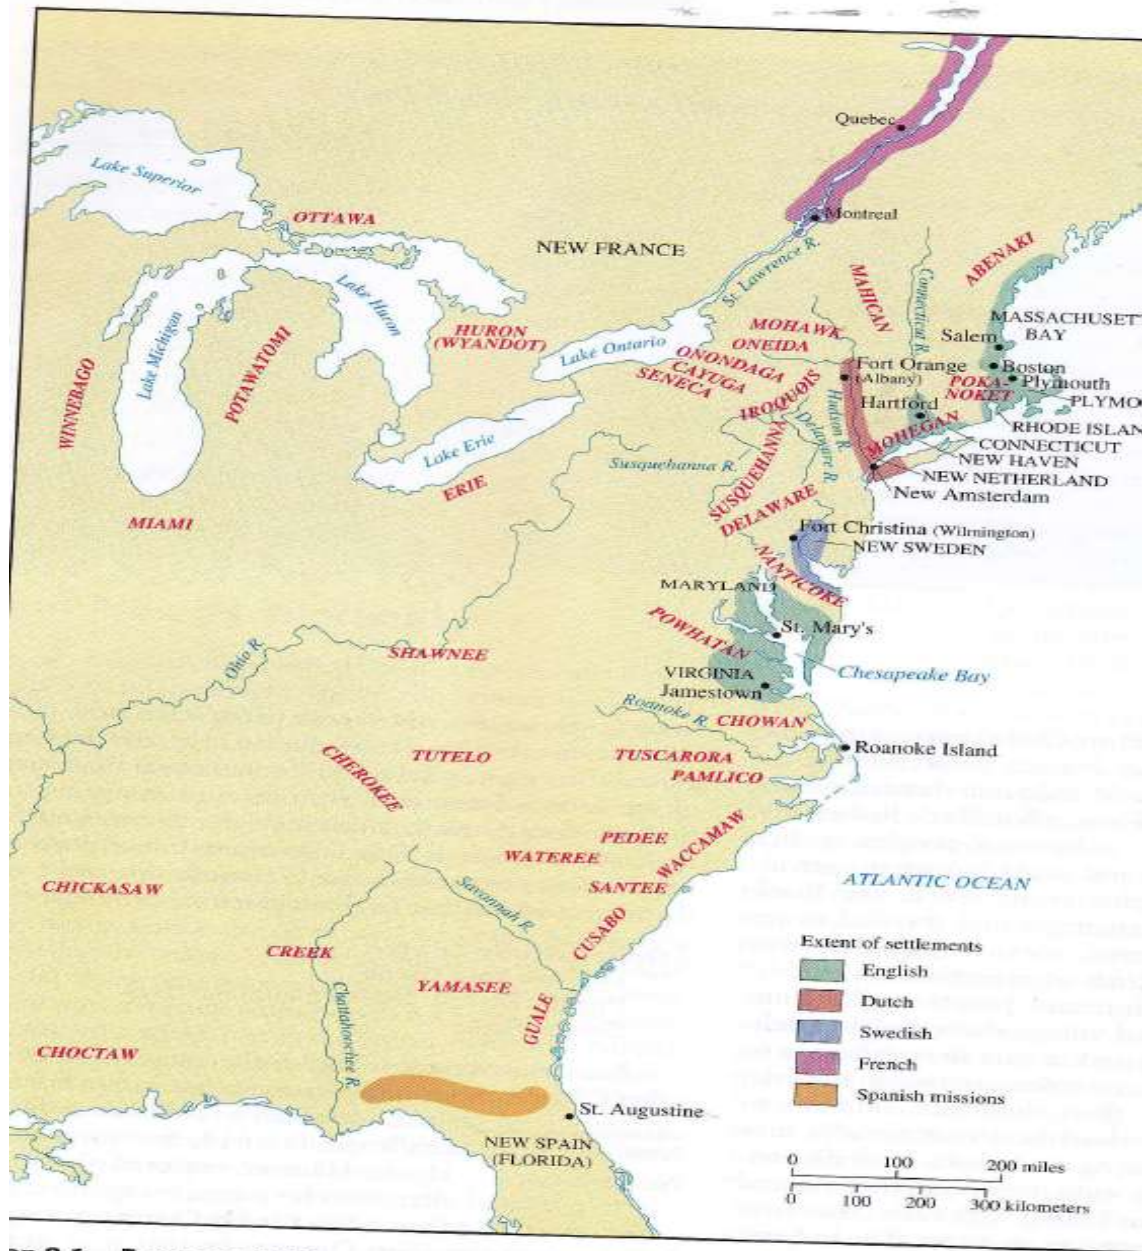 Quebec
Lake Superior
OTTAWA
Montreal
NEW FRANCE
St. Lawrence R.
ABENAKI
MAHICAN
Connecticut R.
Lake Michigan
Lake Huron
POTAWATOMI
WINNEBAGO
HURON
(WYANDOT)
Lake Ontario
MOHAWK
ONEIDA
ONONDAGA
CAYUGA
SENECA
IROQUOIS
MASSACHUSET
BAY
Salem
Boston
Plymouth
PLYMO
Fort Orange
(Albany)
POKA-
NOKET
Hartford
Hudson R.
MOHEGAN
RHODE ISLAN
CONNECTICUT
NEW HAVEN
NEW NETHERLAND
New Amsterdam
Delaware R.
Lake Erie
ERIE
Susquehanna R.
SUSQUEHANNA
DELAWARE
MIAMI
Fort Christina (Wilmington)
NEW SWEDEN
NANTICOKE
MARYLAND
POWHATAN
St. Mary's
Ohio R.
SHAWNEE
Chesapeake Bay
VIRGINIA
Jamestown
Roanoke R.
CHOWAN
Roanoke Island
TUTELO
TUSCARORA
PAMLICO
CHEROKEE
PEDEE
WATEREE
WACCAMAW
CHICKASAW
SANTEE
Savannah R.
CUSABO
ATLANTIC OCEAN
CREEK
YAMASEE
GUALE
Chattahoochee R.
CHOCTAW
St. Augustine
NEW SPAIN
(FLORIDA)
Extent of settlements
English
Dutch
Swedish
French
Spanish missions
0 100 200 miles
0 100 200 300 kilometers